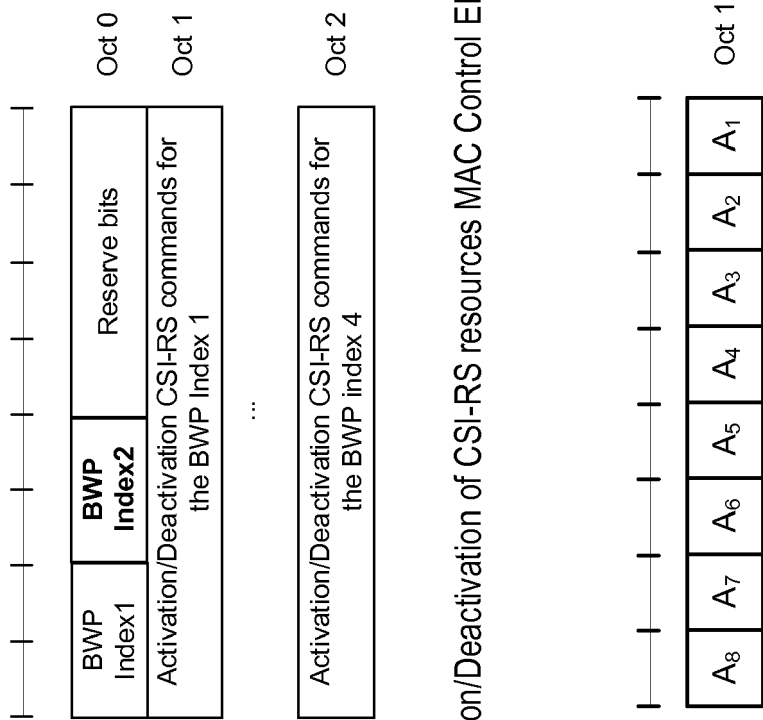 Oct 0
BWP
Index1
BWP
Index2
Reserve bits
Oct 1
Activation/Deactivation CSI-RS commands for
the BWP Index 1
...
Oct 2
Activation/Deactivation CSI-RS commands for
the BWP index 4
on/Deactivation of CSI-RS resources MAC Control El
Oct 1
A8 A7 A6 A5 A4 A3 A2 A1